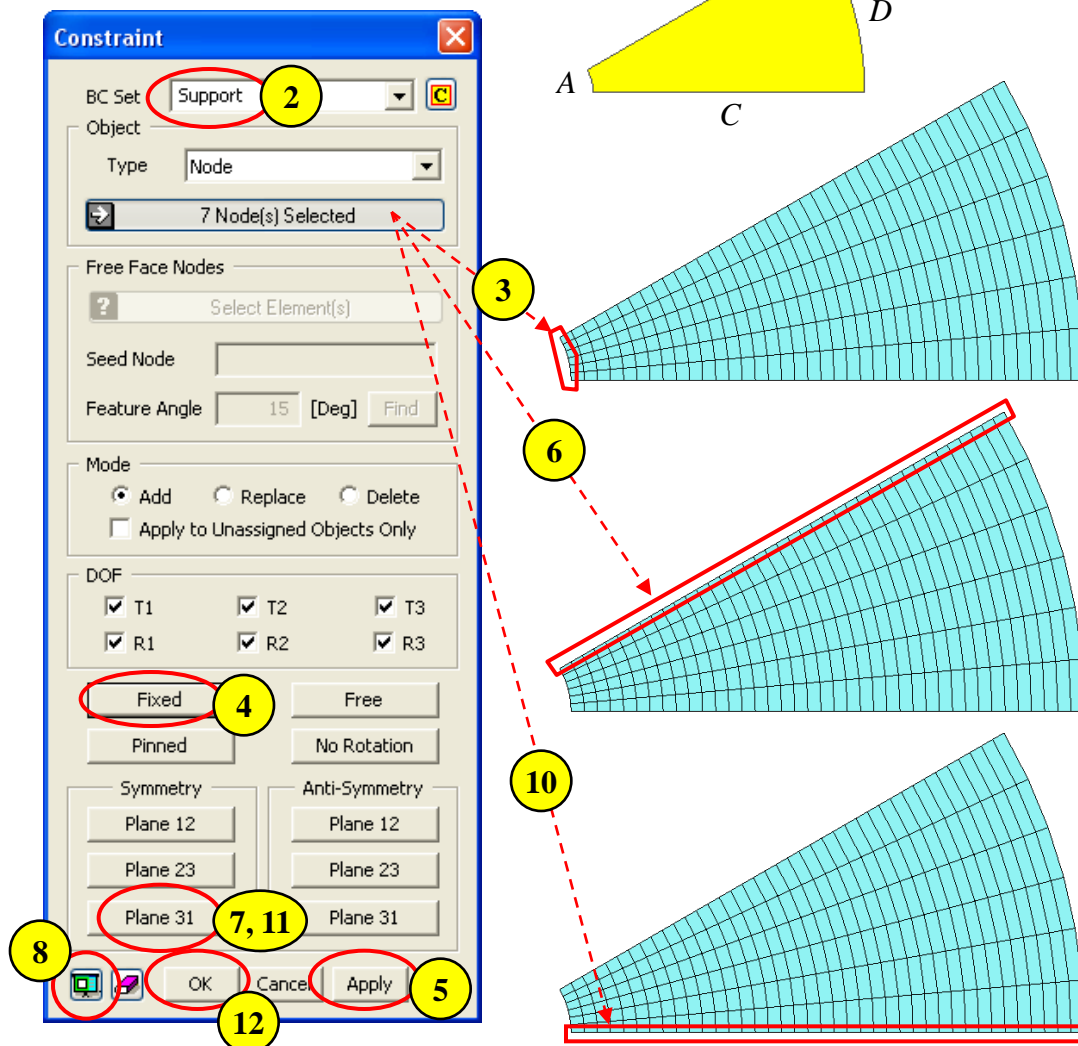 Constraint
BC Set Support 2 C
Object
Type Node
7 Node(s) Selected
Free Face Nodes
? Select Element(s)
Seed Node
Feature Angle 15 [Deg] Find
Mode
Add Replace Delete
Apply to Unassigned Objects Only
DOF
T1 T2 T3
R1 R2 R3
Fixed 4 Free
Pinned No Rotation
Symmetry Anti-Symmetry
Plane 12 Plane 12
Plane 23 Plane 23
Plane 31 7, 11 Plane 31
8
OK Cancel Apply 5
12
D
A
C
3
6
10